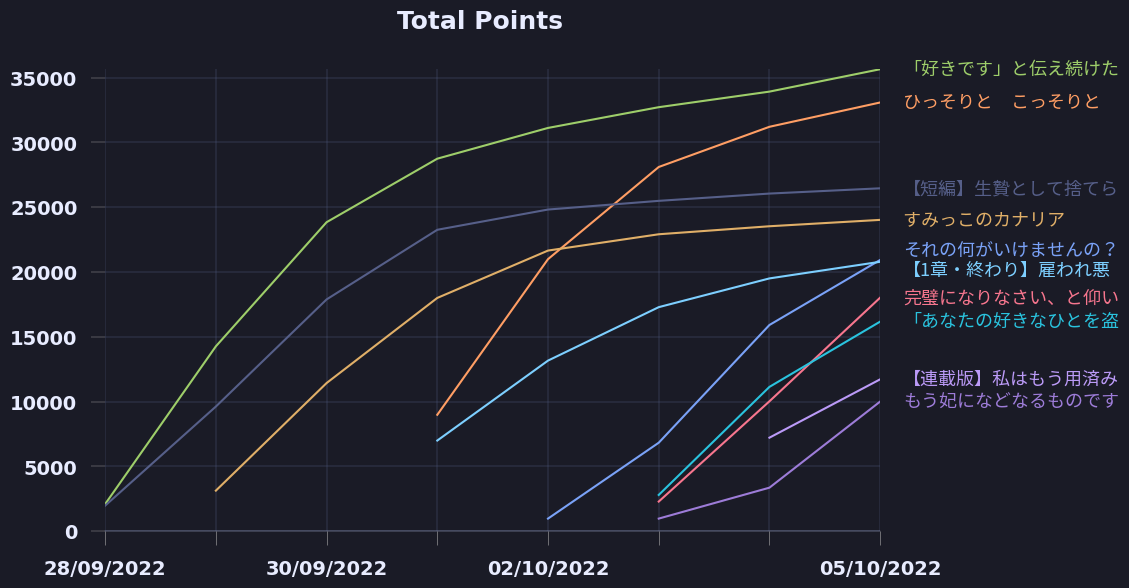 Total Points
35000
30000
25000
20000
15000
10000
5000
0
28/09/2022
30/09/2022
02/10/2022
05/10/2022
「好きです」と伝え続けた
ひっそりと　こっそりと
【短編】生贄として捨てら
すみっこのカナリア
それの何がいけませんの？
【1章・終わり】雇われ悪
完璧になりなさい、と仰い
「あなたの好きなひとを盗
【連載版】私はもう用済み
もう妃になどなるものです